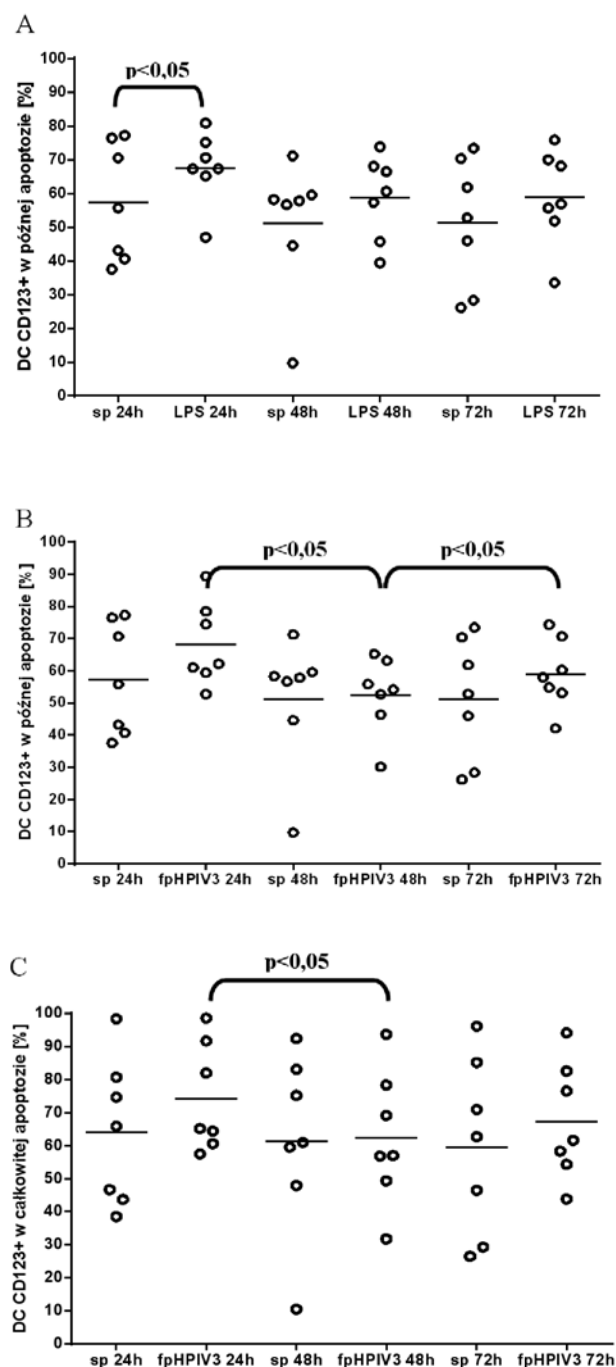 A
p<0,05
DC CD123+ w późnej apoptozie [%]
100
90
80
70
60
50
40
30
20
10
0
sp 24h LPS 24h sp 48h LPS 48h sp 72h LPS 72h
B
p<0,05 p<0,05
DC CD123+ w późnej apoptozie [%]
100
90
80
70
60
50
40
30
20
10
0
sp 24h fpHPIV3 24h sp 48h fpHPIV3 48h sp 72h fpHPIV3 72h
C
p<0,05
DC CD123+ w całkowitej apoptozie [%]
100
90
80
70
60
50
40
30
20
10
0
sp 24h fpHPIV3 24h sp 48h fpHPIV3 48h sp 72h fpHPIV3 72h